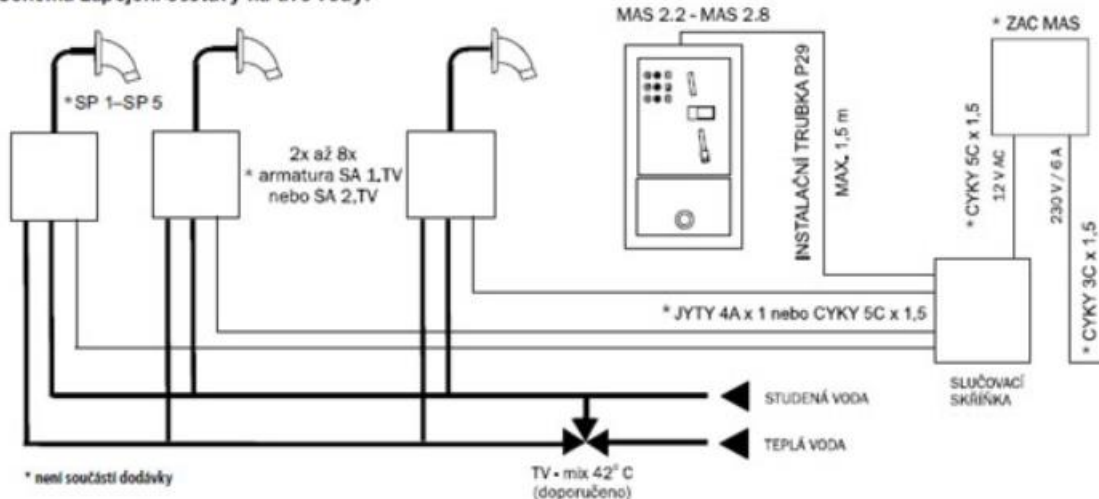 MAS 2.2 - MAS 2.8
* ZAC MAS
*SP 1–SP 5
2x až 8x
* armatura SA 1.TV
nebo SA 2.TV
INSTALAČNÍ TRUBKA P29
MAX. 1,5 m
* CYKY 5C x 1,5
12 V AC
230 V / 6 A
* CYKY 3C x 1,5
* JYTY 4A x 1 nebo CYKY 5C x 1,5
SLUČOVACÍ
SKŘÍŇKA
STUDENÁ VODA
TEPLÁ VODA
TV - mix 42° C
(doporučeno)
* není součástí dodávky